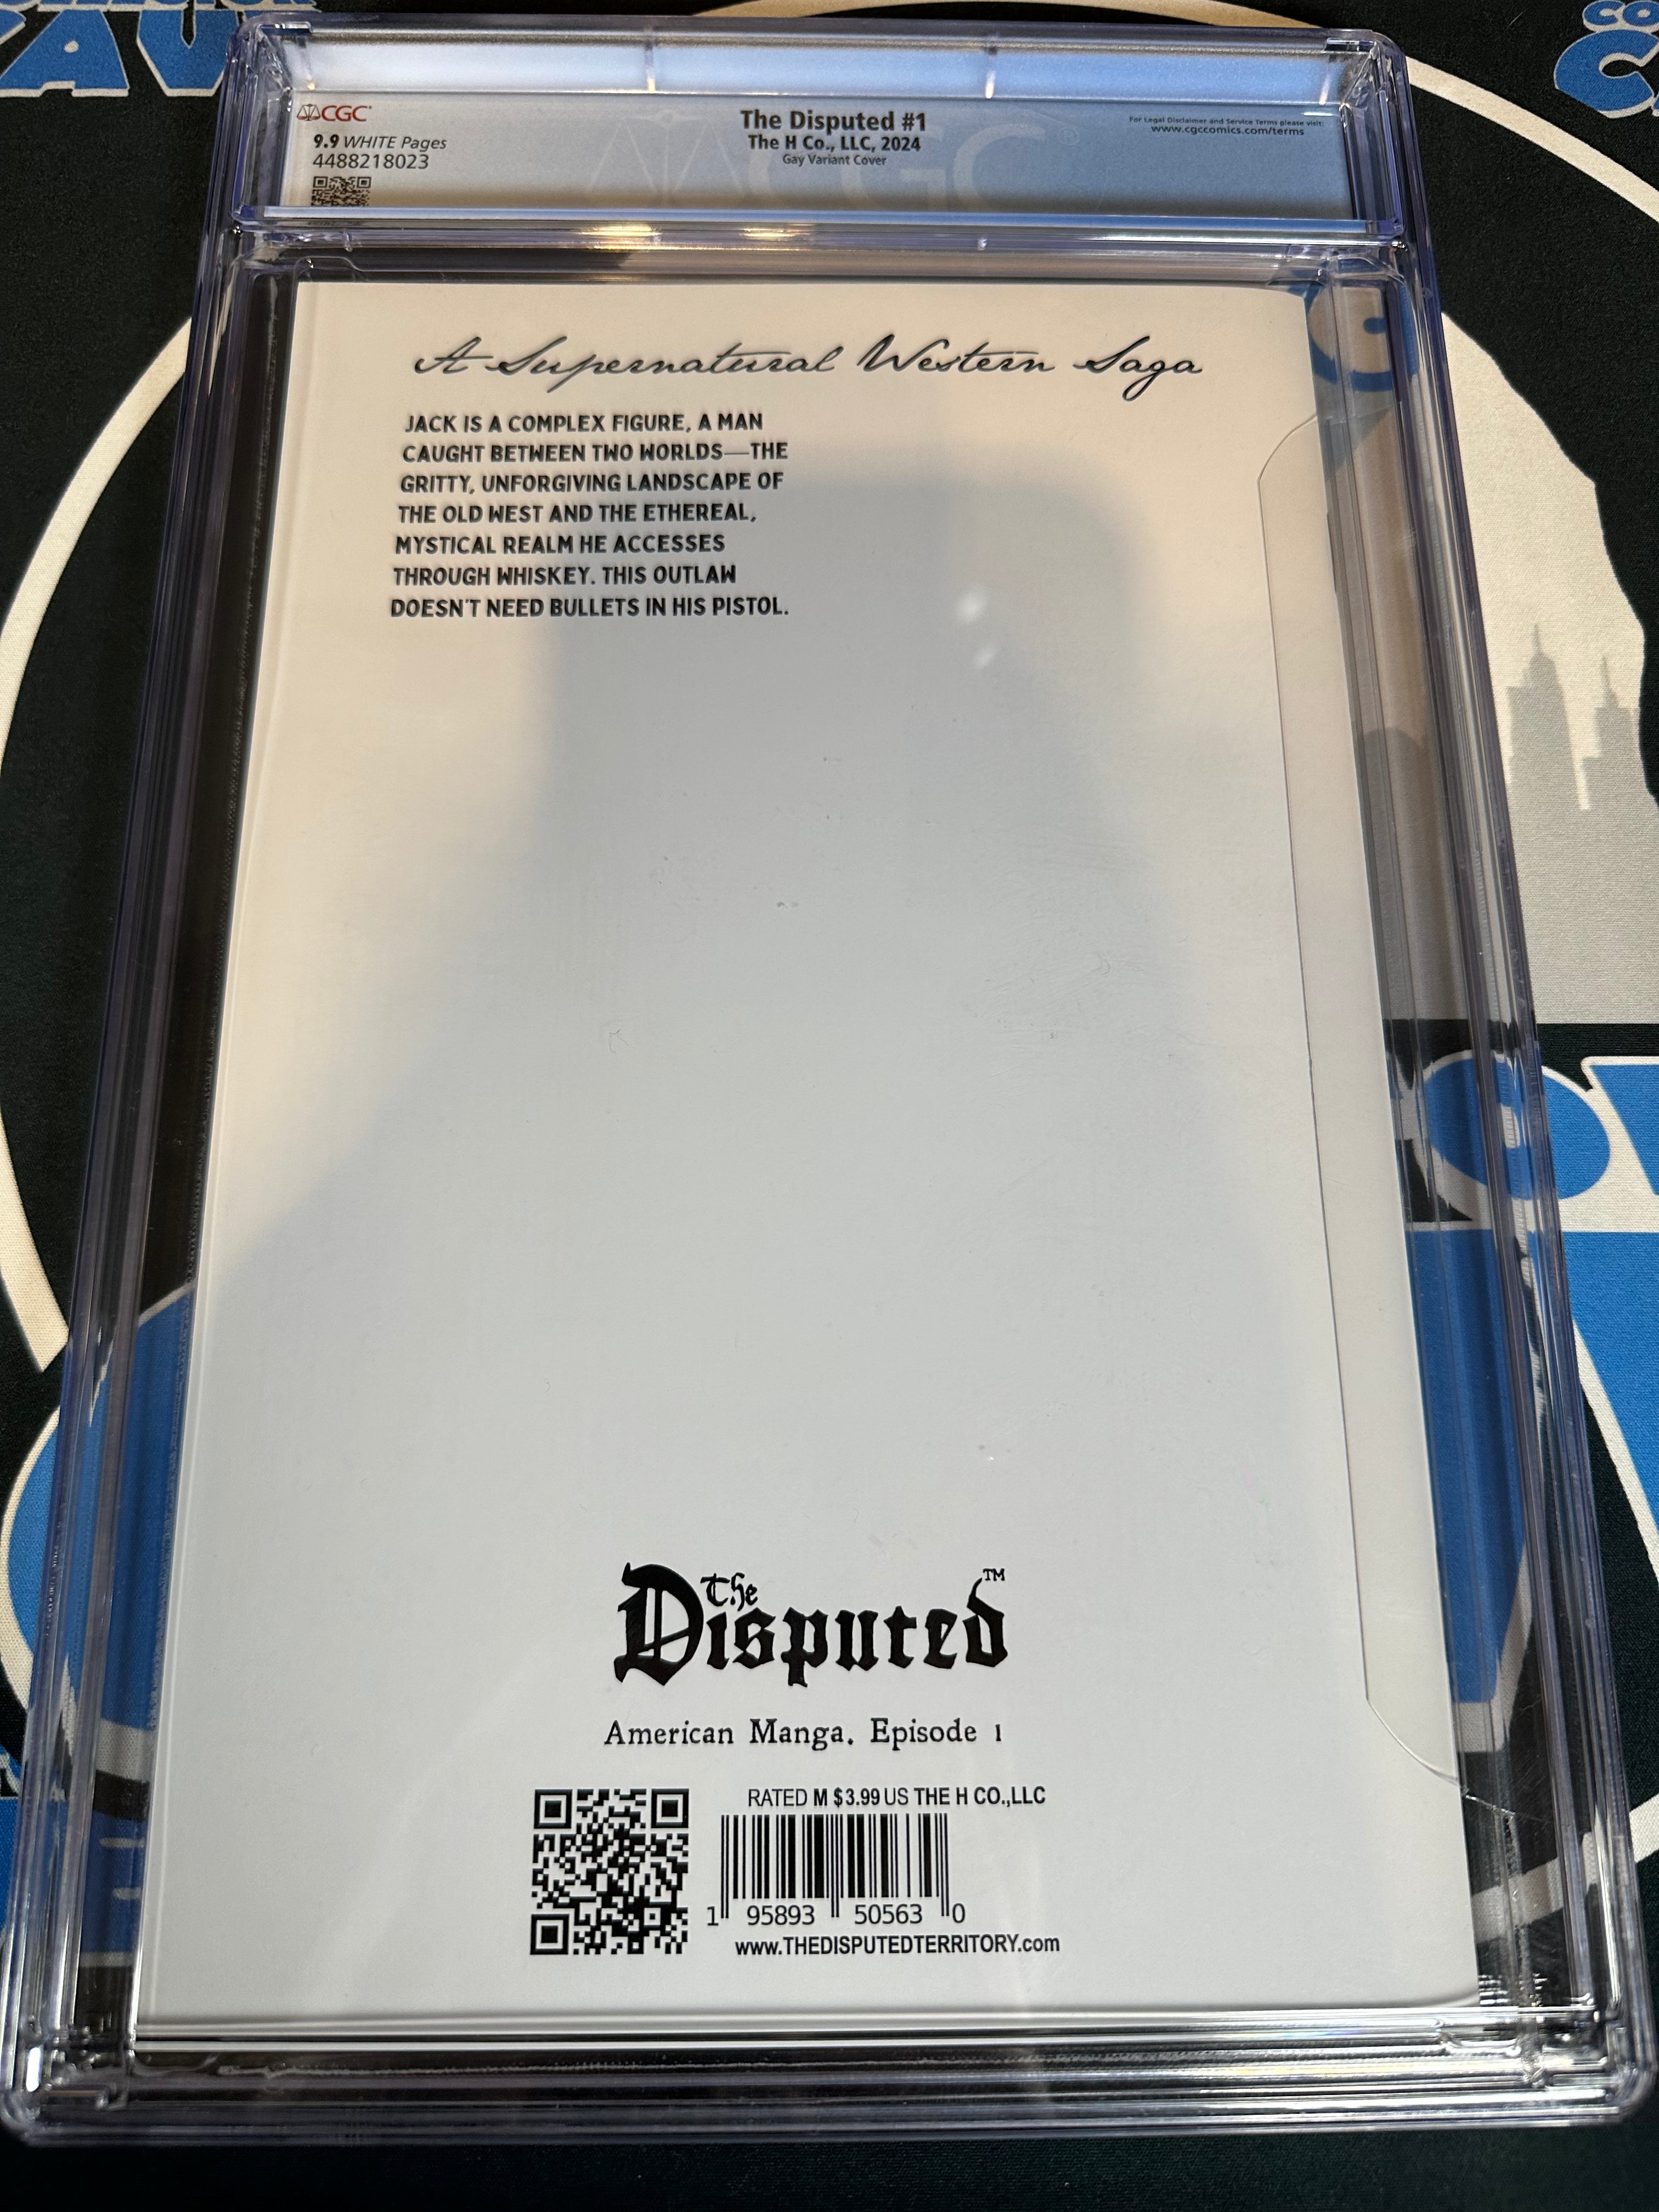 CGC
9.9 WHITE Pages
4488218023
The Disputed #1
The H Co., LLC, 2024
Gay Variant Cover
For Legal Disclaimer and Service Terms please visit:
www.cgccomics.com/terms
CGC
A Supernatural Western Saga
JACK IS A COMPLEX FIGURE, A MAN
CAUGHT BETWEEN TWO WORLDS—THE
GRITTY, UNFORGIVING LANDSCAPE OF
THE OLD WEST AND THE ETHEREAL,
MYSTICAL REALM HE ACCESSES
THROUGH WHISKEY. THIS OUTLAW
DOESN'T NEED BULLETS IN HIS PISTOL.
The
Disputed™
American Manga. Episode 1
RATED M $3.99 US THE H CO.,LLC
1 95893 50563 0
www.THEDISPUTEDTERRITORY.com